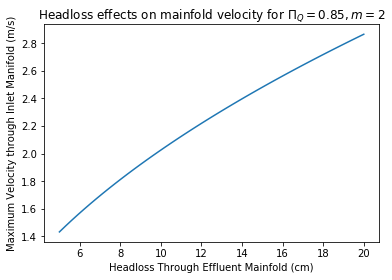 Headloss effects on mainfold velocity for Π_Q = 0.85, m = 2
Maximum Velocity through Inlet Manifold (m/s)
2.8
2.6
2.4
2.2
2.0
1.8
1.6
1.4
6 8 10 12 14 16 18 20
Headloss Through Effluent Mainfold (cm)